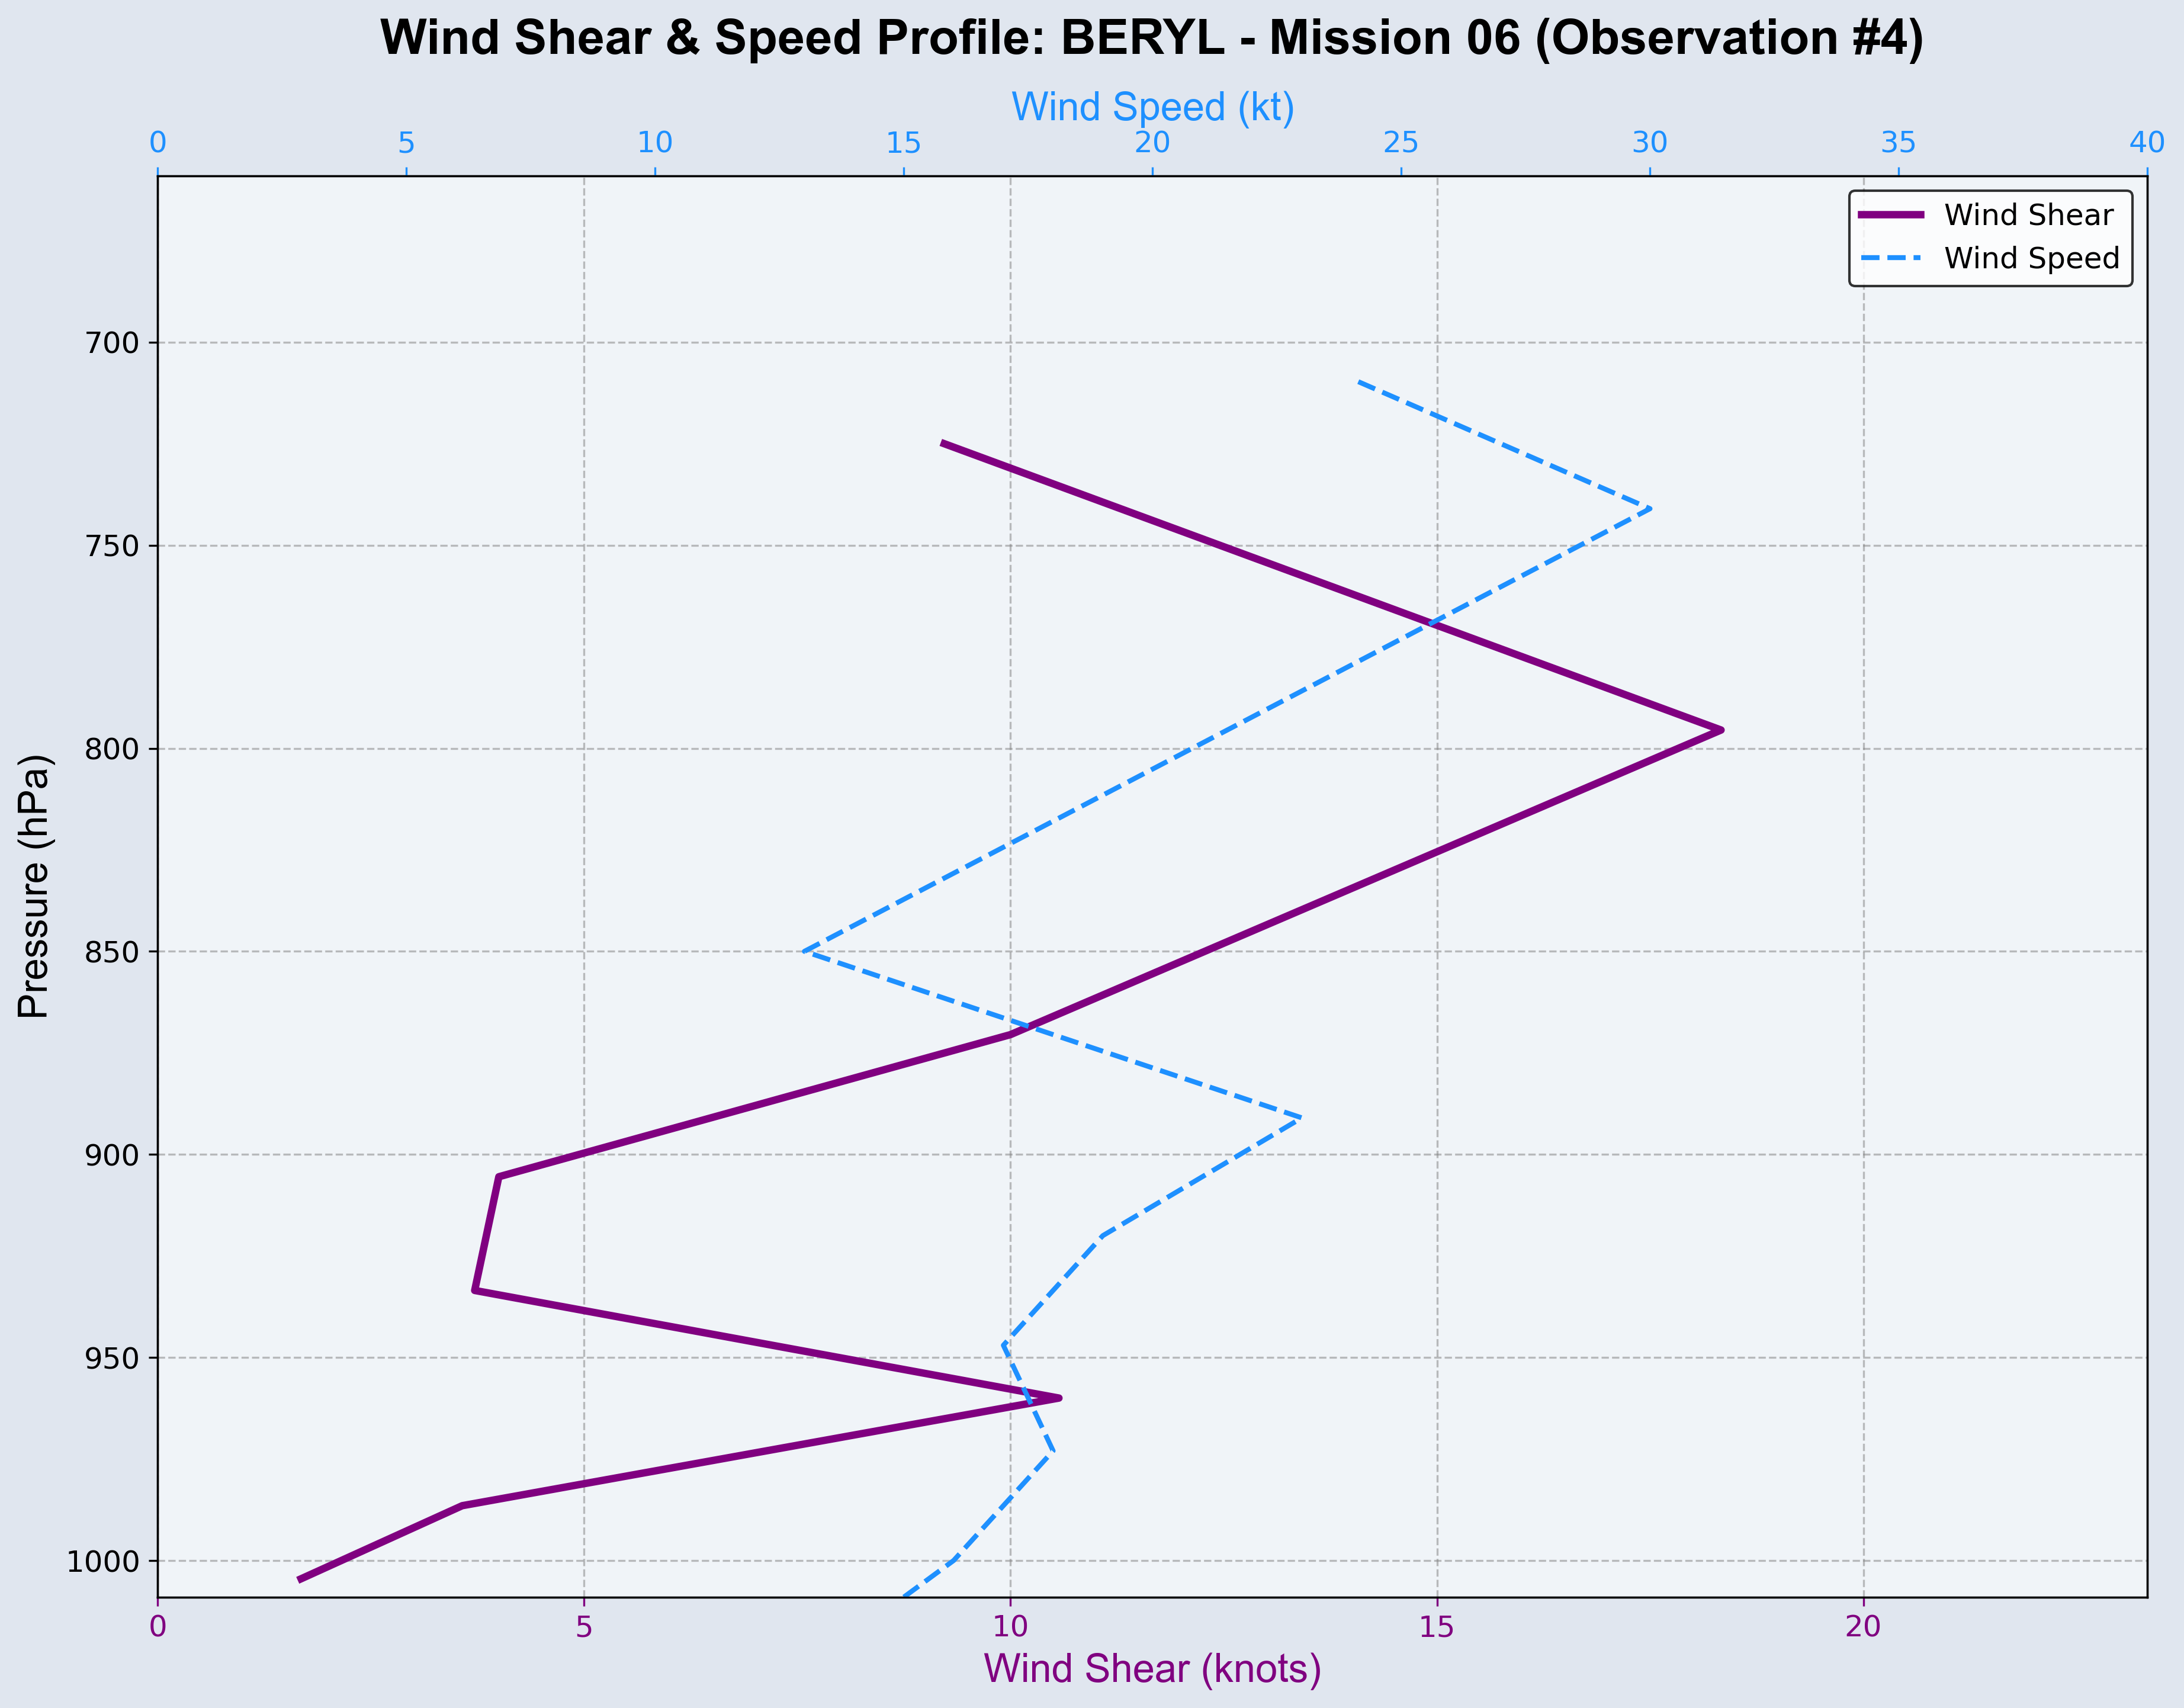 Wind Shear & Speed Profile: BERYL - Mission 06 (Observation #4)
Wind Speed (kt)
0 5 10 15 20 25 30 35 40
Wind Shear
Wind Speed
700
750
800
850
900
950
1000
Pressure (hPa)
0 5 10 15 20
Wind Shear (knots)